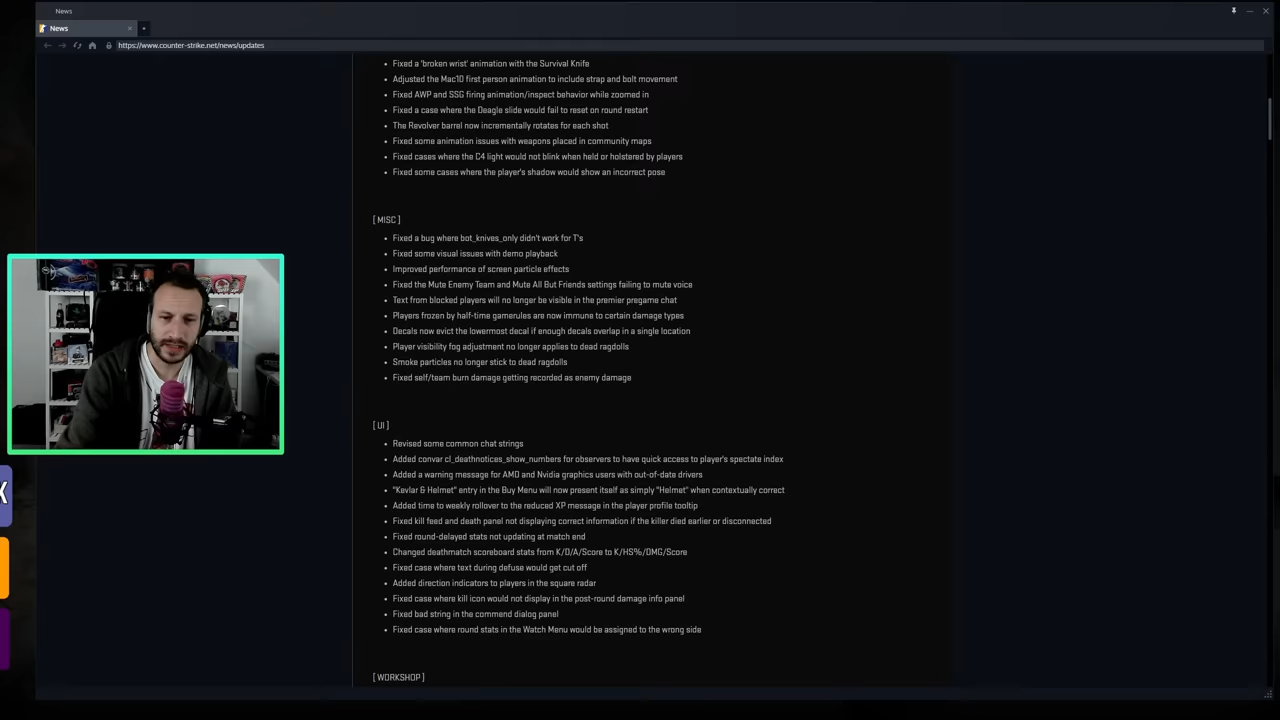 News
News
https://www.counter-strike.net/news/updates
Fixed a 'broken wrist' animation with the Survival Knife
Adjusted the Mac10 first person animation to include strap and bolt movement
Fixed AWP and SSG firing animation/inspect behavior while zoomed in
Fixed a case where the Deagle slide would fail to reset on round restart
The Revolver barrel now incrementally rotates for each shot
Fixed some animation issues with weapons placed in community maps
Fixed cases where the C4 light would not blink when held or holstered by players
Fixed some cases where the player's shadow would show an incorrect pose
[ MISC ]
Fixed a bug where bot_knives_only didn't work for T's
Fixed some visual issues with demo playback
Improved performance of screen particle effects
Fixed the Mute Enemy Team and Mute All But Friends settings failing to mute voice
Text from blocked players will no longer be visible in the premier pregame chat
Players frozen by half-time gamerules are now immune to certain damage types
Decals now evict the lowermost decal if enough decals overlap in a single location
Player visibility fog adjustment no longer applies to dead ragdolls
Smoke particles no longer stick to dead ragdolls
Fixed self/team burn damage getting recorded as enemy damage
[ UI ]
Revised some common chat strings
Added convar cl_deathnotices_show_numbers for observers to have quick access to player's spectate index
Added a warning message for AMD and Nvidia graphics users with out-of-date drivers
"Kevlar & Helmet" entry in the Buy Menu will now present itself as simply "Helmet" when contextually correct
Added time to weekly rollover to the reduced XP message in the player profile tooltip
Fixed kill feed and death panel not displaying correct information if the killer died earlier or disconnected
Fixed round-delayed stats not updating at match end
Changed deathmatch scoreboard stats from K/D/A/Score to K/HS%/DMG/Score
Fixed case where text during defuse would get cut off
Added direction indicators to players in the square radar
Fixed case where kill icon would not display in the post-round damage info panel
Fixed bad string in the commend dialog panel
Fixed case where round stats in the Watch Menu would be assigned to the wrong side
[ WORKSHOP ]
X